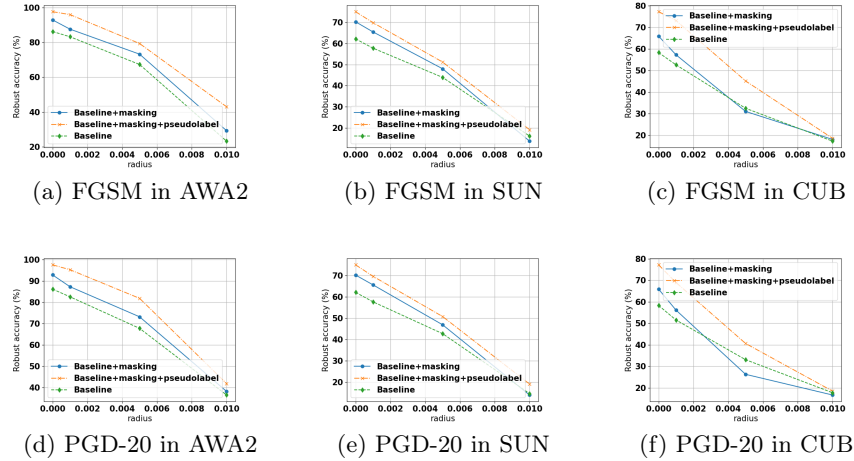 100
80
60
40
20
Robust accuracy (%)
Baseline+masking
Baseline+masking+pseudolabel
Baseline
0.000 0.002 0.004 0.006 0.008 0.010
radius
(a) FGSM in AWA2
70
60
50
40
30
20
Robust accuracy (%)
Baseline+masking
Baseline+masking+pseudolabel
Baseline
0.000 0.002 0.004 0.006 0.008 0.010
radius
(b) FGSM in SUN
80
70
60
50
40
30
20
Robust accuracy (%)
Baseline+masking
Baseline+masking+pseudolabel
Baseline
0.000 0.002 0.004 0.006 0.008 0.010
radius
(c) FGSM in CUB
100
90
80
70
60
50
40
Robust accuracy (%)
Baseline+masking
Baseline+masking+pseudolabel
Baseline
0.000 0.002 0.004 0.006 0.008 0.010
radius
(d) PGD-20 in AWA2
70
60
50
40
30
20
Robust accuracy (%)
Baseline+masking
Baseline+masking+pseudolabel
Baseline
0.000 0.002 0.004 0.006 0.008 0.010
radius
(e) PGD-20 in SUN
80
70
60
50
40
30
20
Robust accuracy (%)
Baseline+masking
Baseline+masking+pseudolabel
Baseline
0.000 0.002 0.004 0.006 0.008 0.010
radius
(f) PGD-20 in CUB